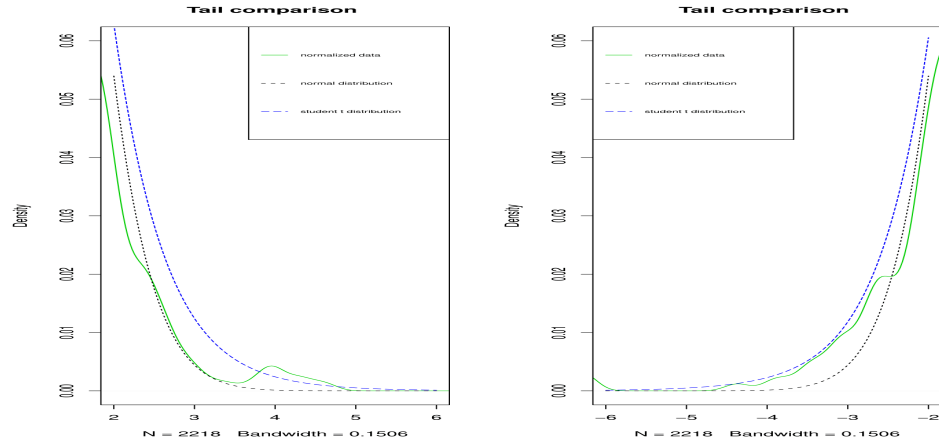 Tail comparison
0.06
0.05
0.04
0.03
0.02
0.01
0.00
Density
normalized data
normal distribution
student t distribution
2 3 4 5 6
N = 2218 Bandwidth = 0.1506
Tail comparison
0.06
0.05
0.04
0.03
0.02
0.01
0.00
Density
normalized data
normal distribution
student t distribution
−6 −5 −4 −3 −2
N = 2218 Bandwidth = 0.1506